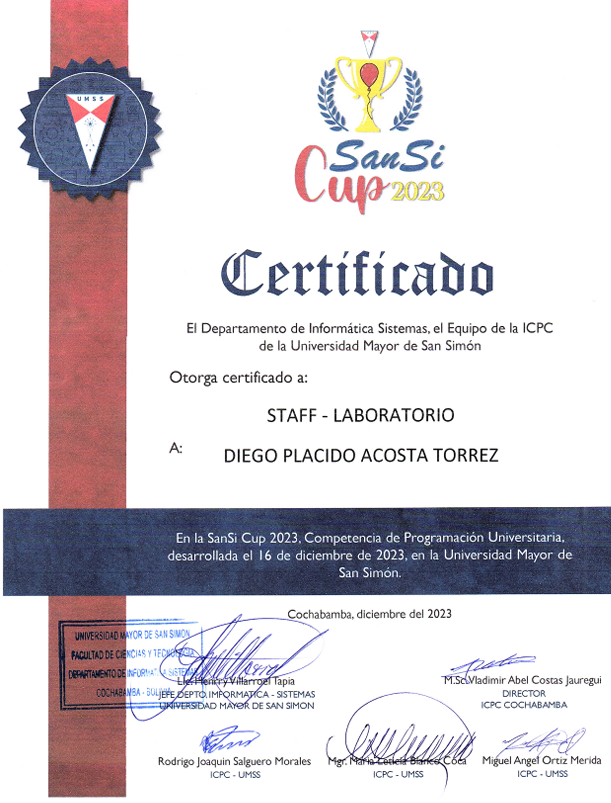 UMSS
SanSi
Cup 2023
Certificado
El Departamento de Informática Sistemas, el Equipo de la ICPC
de la Universidad Mayor de San Simón
Otorga certificado a:
STAFF - LABORATORIO
A:
DIEGO PLACIDO ACOSTA TORREZ
En la SanSi Cup 2023, Competencia de Programación Universitaria,
desarrollada el 16 de diciembre de 2023, en la Universidad Mayor de
San Simón.
Cochabamba, diciembre del 2023
UNIVERSIDAD MAYOR DE SAN SIMON
FACULTAD DE CIENCIAS Y TECNOLOGIA
DEPARTAMENTO DE INFORMAT
COCHABAMBA - BOLIVIA
Lic. Henry Villarroel Tapia
JEFE DEPTO. INFORMATICA - SISTEMAS
UNIVERSIDAD MAYOR DE SAN SIMON
M.Sc. Vladimir Abel Costas Jauregui
DIRECTOR
ICPC COCHABAMBA
Rodrigo Joaquin Salguero Morales
ICPC - UMSS
Mgr. Maria Leticia Blanco Coca
ICPC - UMSS
Miguel Angel Ortiz Merida
ICPC - UMSS